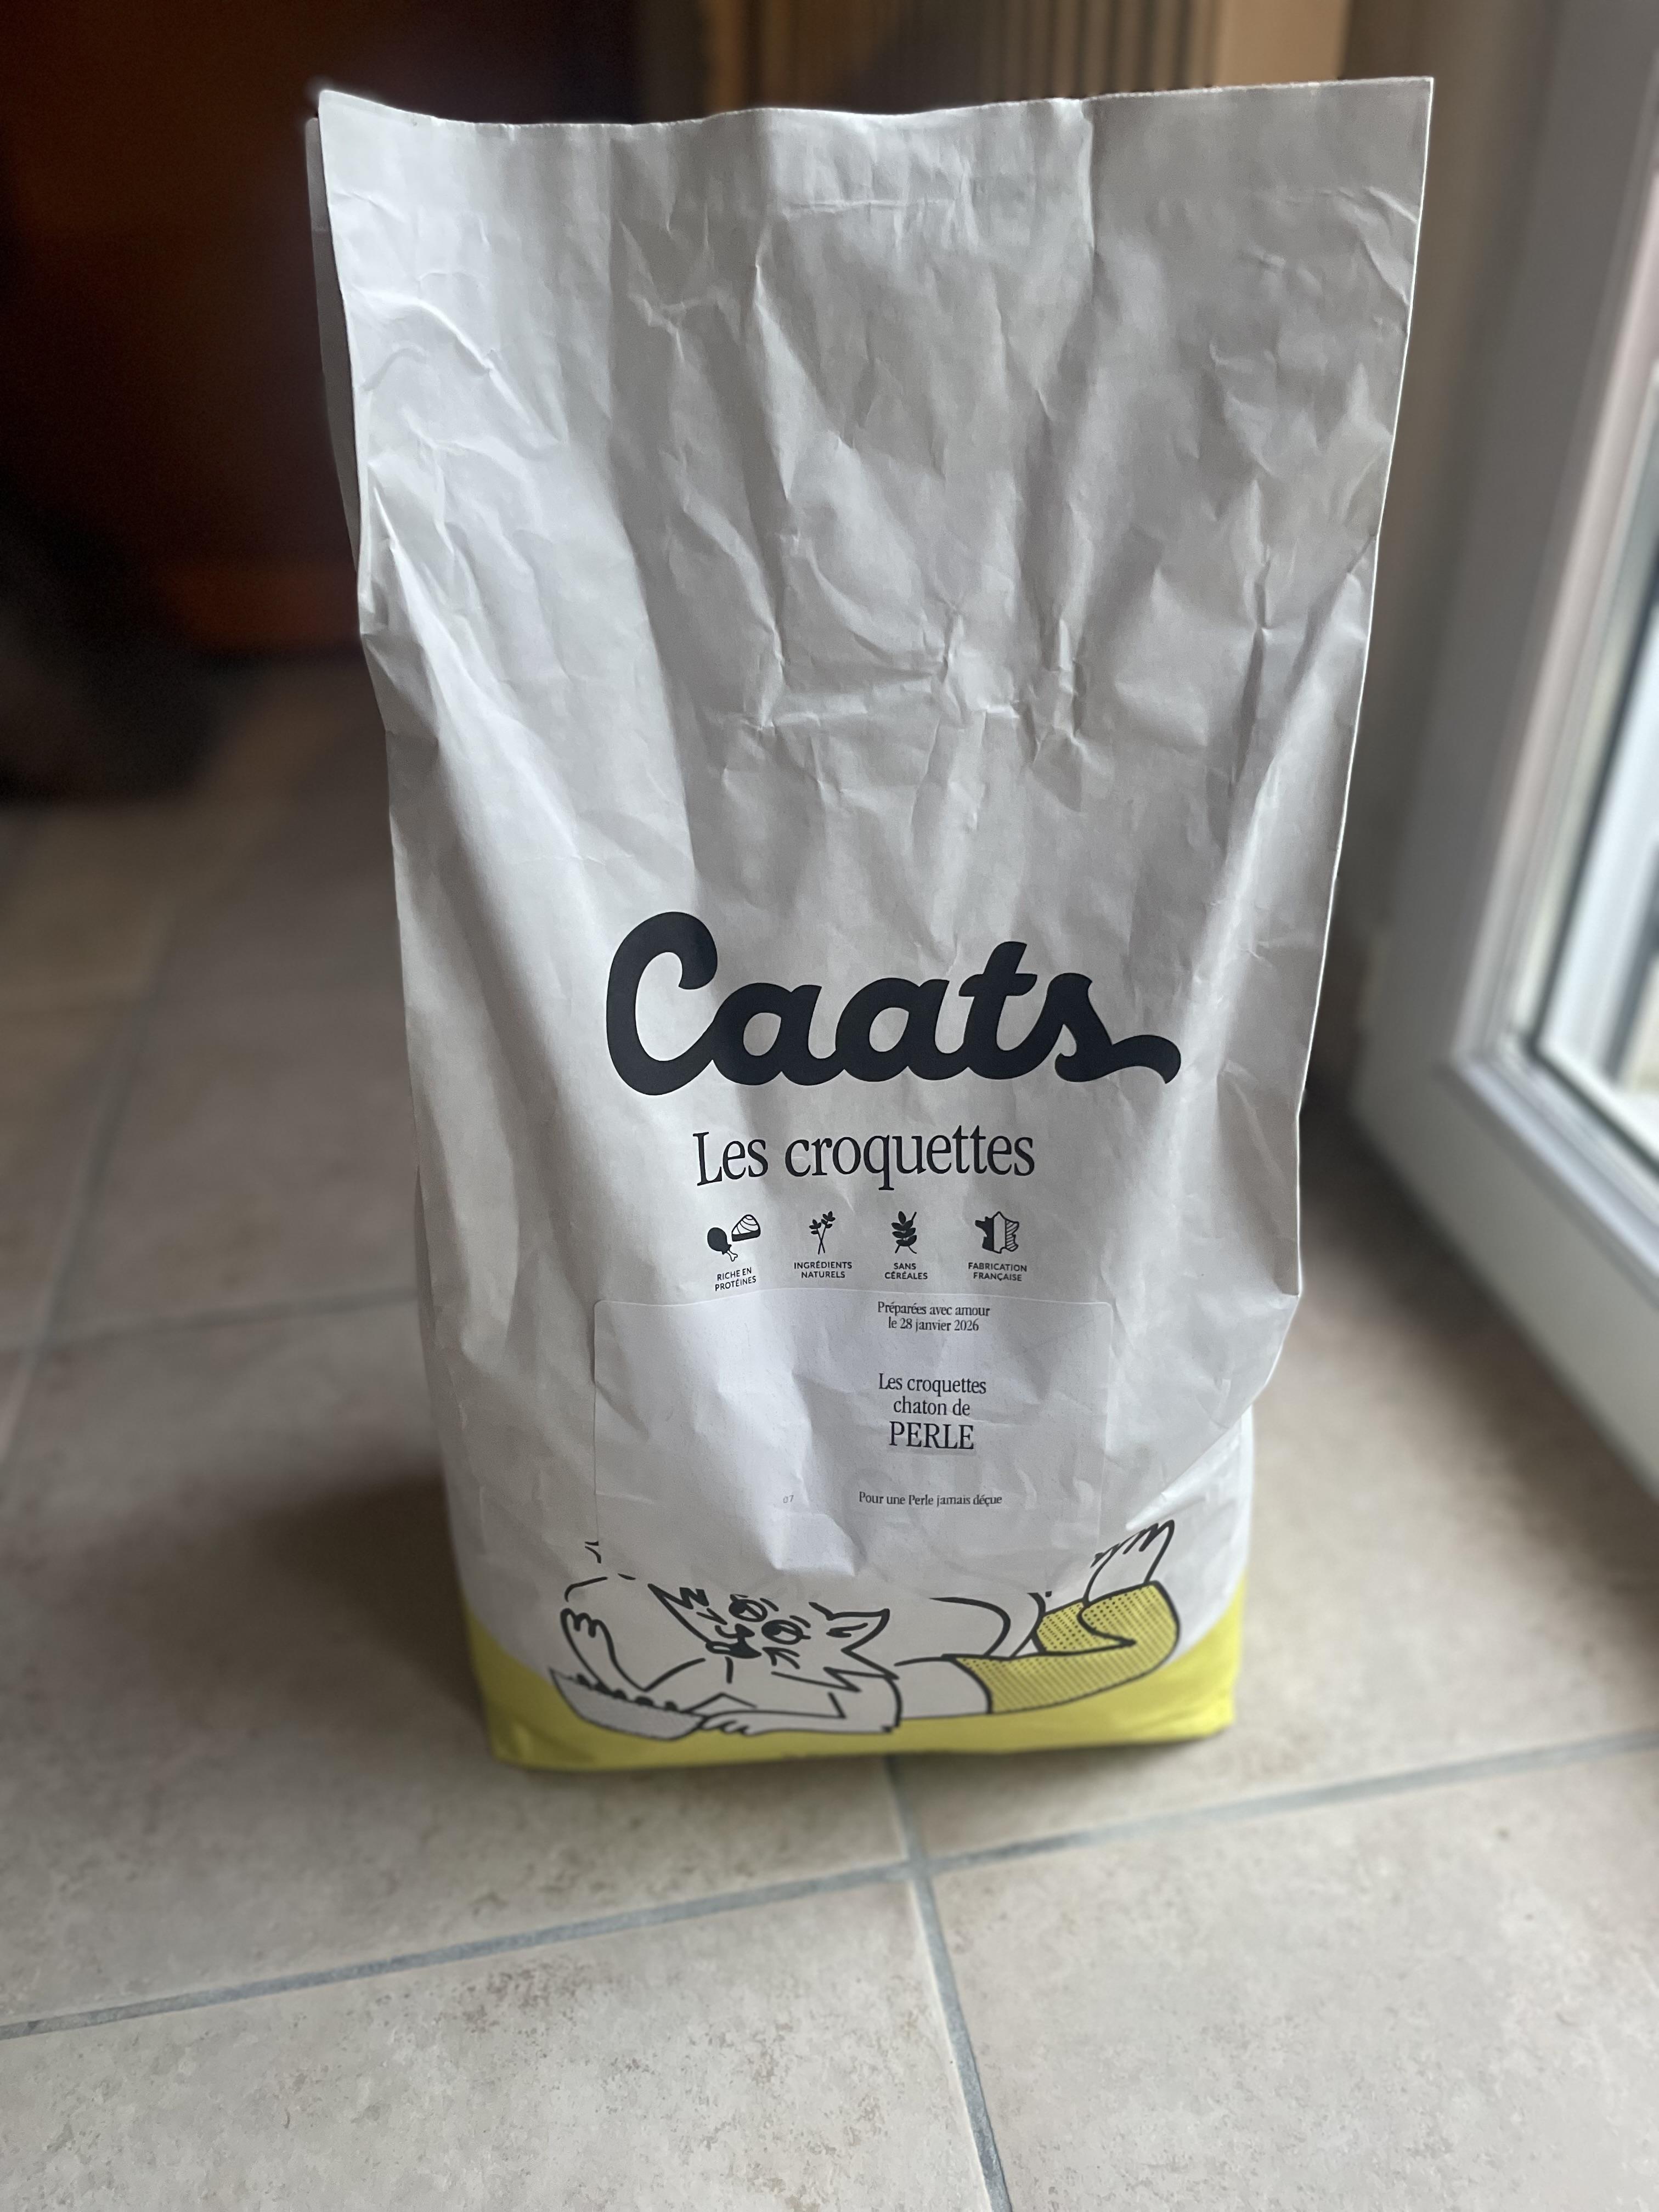 Caats
Les croquettes
RICHE EN
PROTÉINES
INGRÉDIENTS
NATURELS
SANS
CÉRÉALES
FABRICATION
FRANÇAISE
Préparées avec amour
le 28 janvier 2026
Les croquettes
chaton de
PERLE
07
Pour une Perle jamais déçue